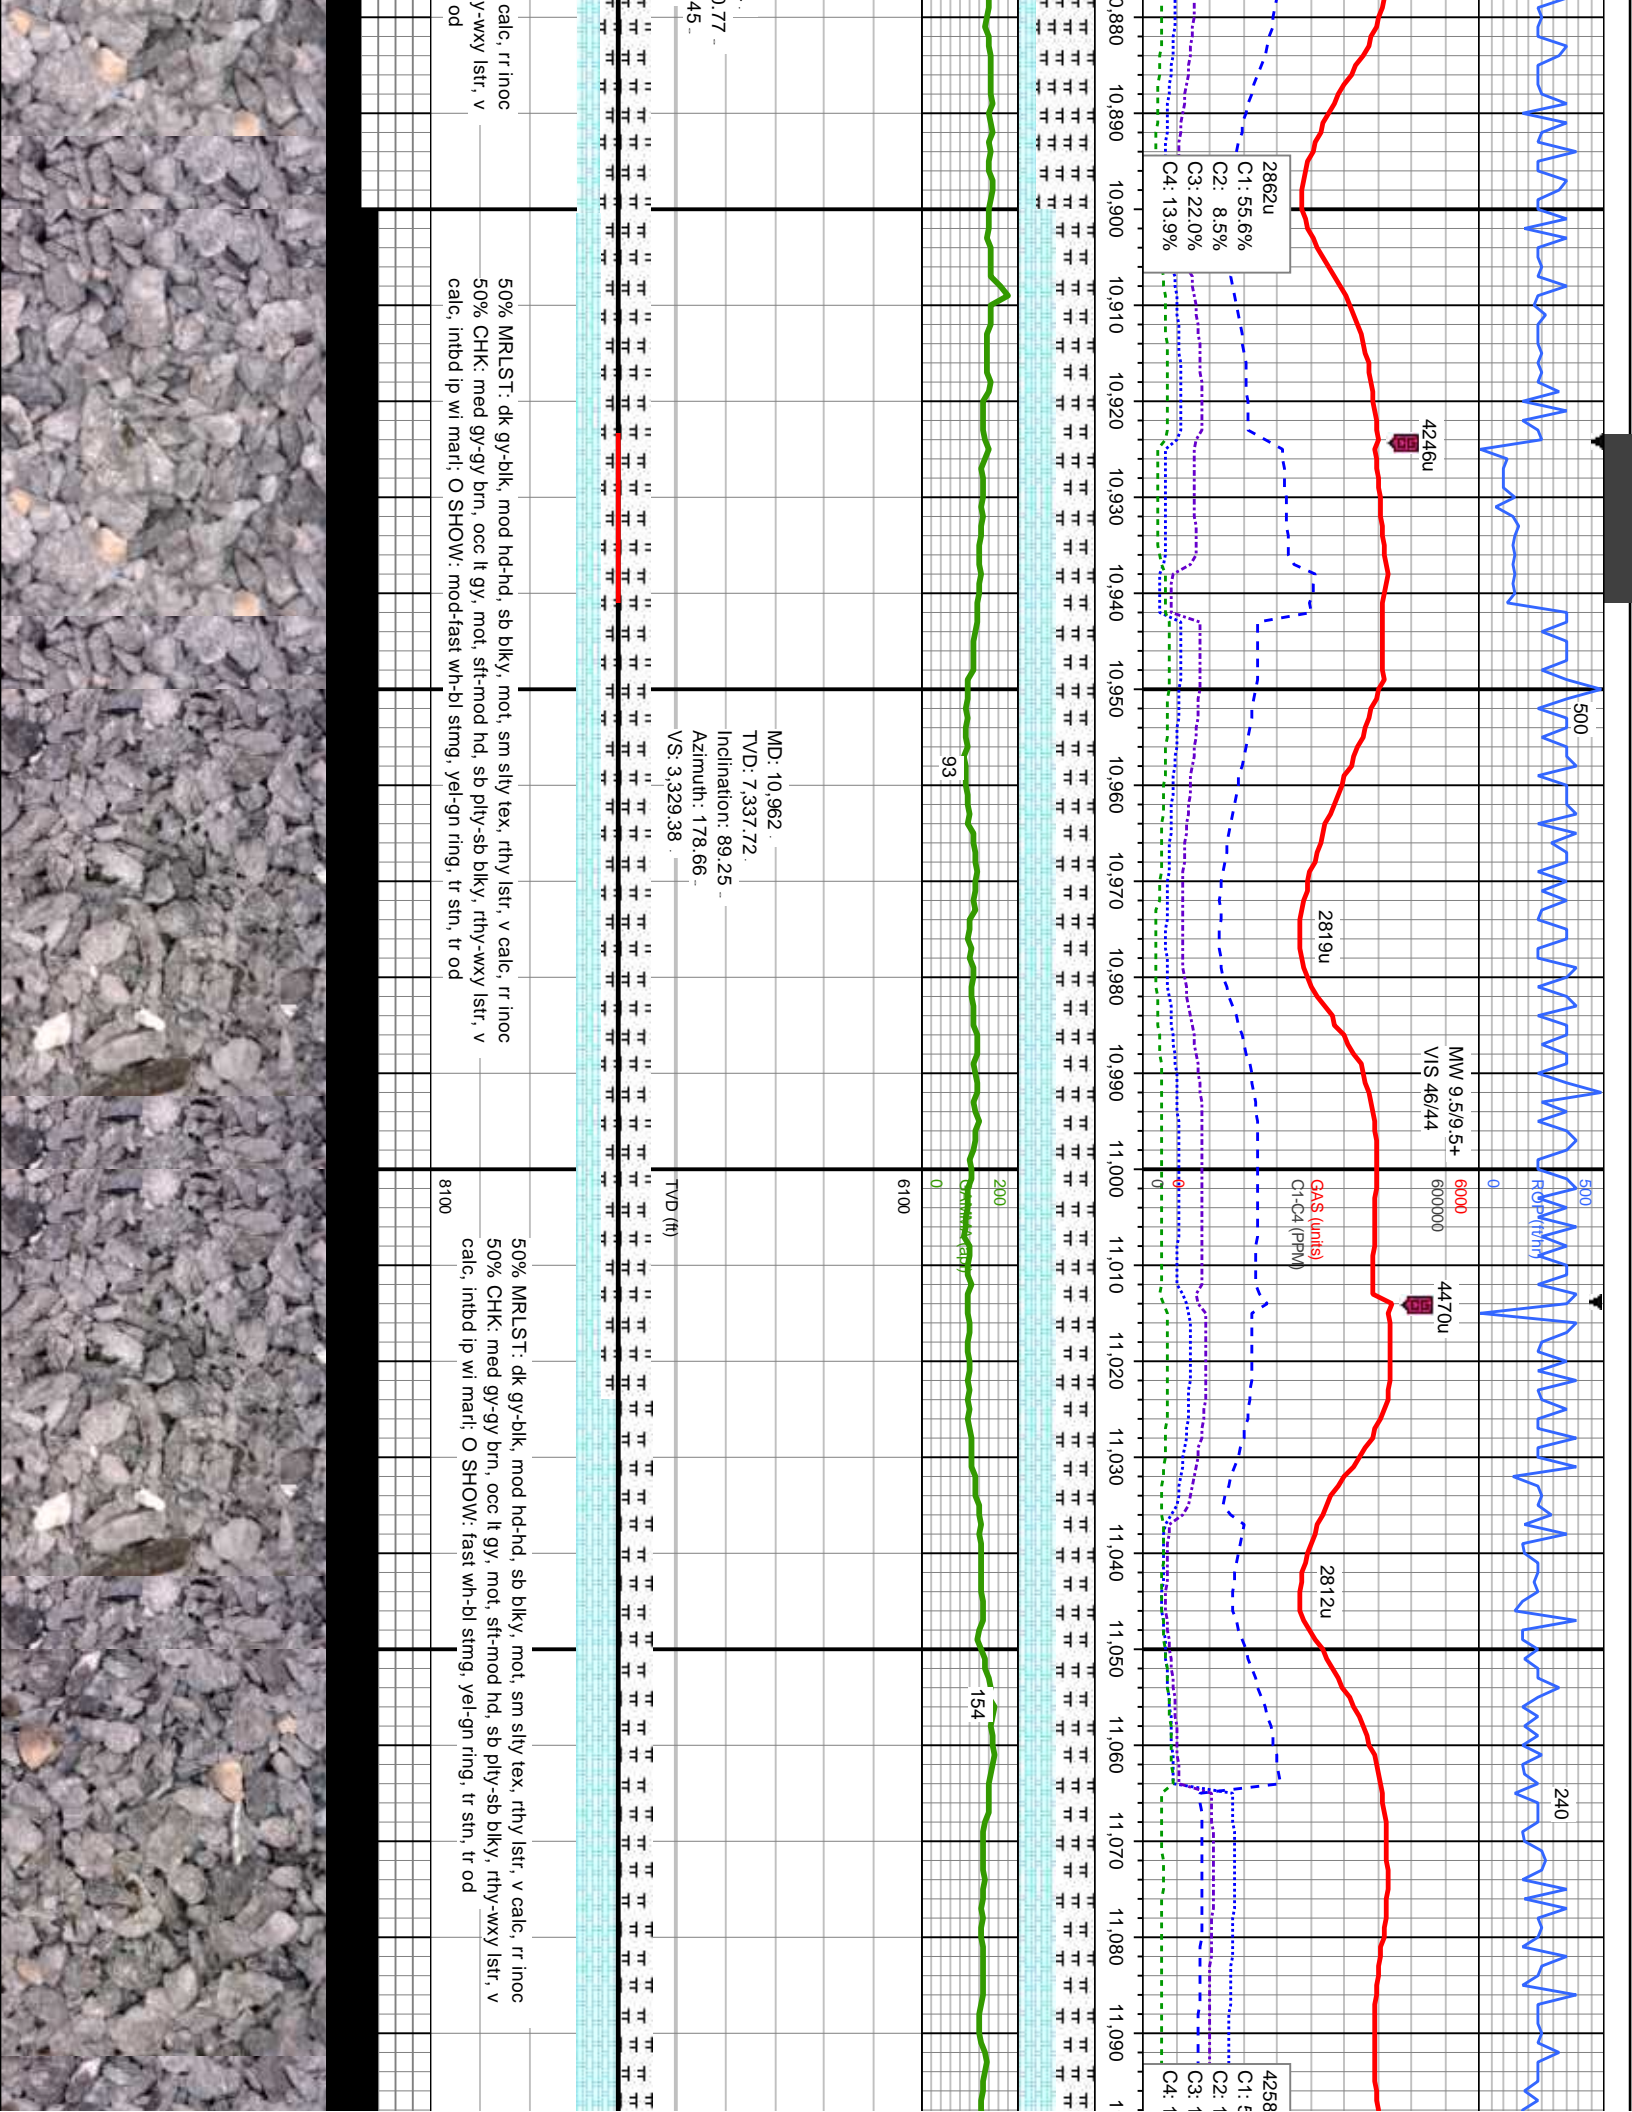 500
240
ROP (ft/hr)
0
500
4246u
4470u
MW 9.5/9.5+
VIS 46/44
6000
600000
2819u
2812u
GAS (units)
C1-C4 (PPM)
0
0
2862u
C1: 55.6%
C2: 8.5%
C3: 22.0%
C4: 13.9%
4258
C1: 5
C2: 1
C3: 1
C4: 1
0,880
10,890
10,900
10,910
10,920
10,930
10,940
10,950
10,960
10,970
10,980
10,990
11,000
11,010
11,020
11,030
11,040
11,050
11,060
11,070
11,080
11,090
1
200
0
93
154
6100
TVD (ft)
8100
0.77
45
MD: 10,962
TVD: 7,337.72
Inclination: 89.25
Azimuth: 178.66
VS: 3,329.38
calc, rr inoc
y-wxy lstr, v
od
50% MRLST: dk gy-blk, mod hd-hd, sb blky, mot, sm slty tex, rthy lstr, v calc, rr inoc
50% CHK: med gy-gy brn, occ lt gy, mot, sft-mod hd, sb plty-sb blky, rthy-wxy lstr, v
calc, intbd ip wi marl; O SHOW: mod-fast wh-bl stmg, yel-gn ring, tr stn, tr od
50% MRLST: dk gy-blk, mod hd-hd, sb blky, mot, sm slty tex, rthy lstr, v calc, rr inoc
50% CHK: med gy-gy brn, occ lt gy, mot, sft-mod hd, sb plty-sb blky, rthy-wxy lstr, v
calc, intbd ip wi marl; O SHOW: fast wh-bl stmg, yel-gn ring, tr stn, tr od